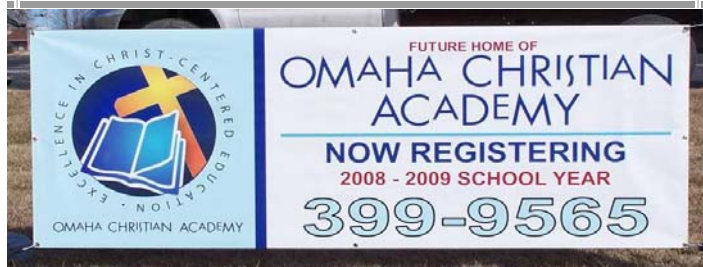 EXCELLENCE IN CHRIST-CENTERED EDUCATION •
OMAHA CHRISTIAN ACADEMY
FUTURE HOME OF
OMAHA CHRISTIAN
ACADEMY
NOW REGISTERING
2008 - 2009 SCHOOL YEAR
399-9565